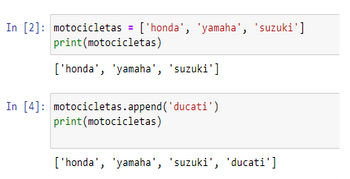 In [2]: motocicletas = ['honda', 'yamaha', 'suzuki']
print(motocicletas)
['honda', 'yamaha', 'suzuki']
In [4]: motocicletas.append('ducati')
print(motocicletas)
['honda', 'yamaha', 'suzuki', 'ducati']